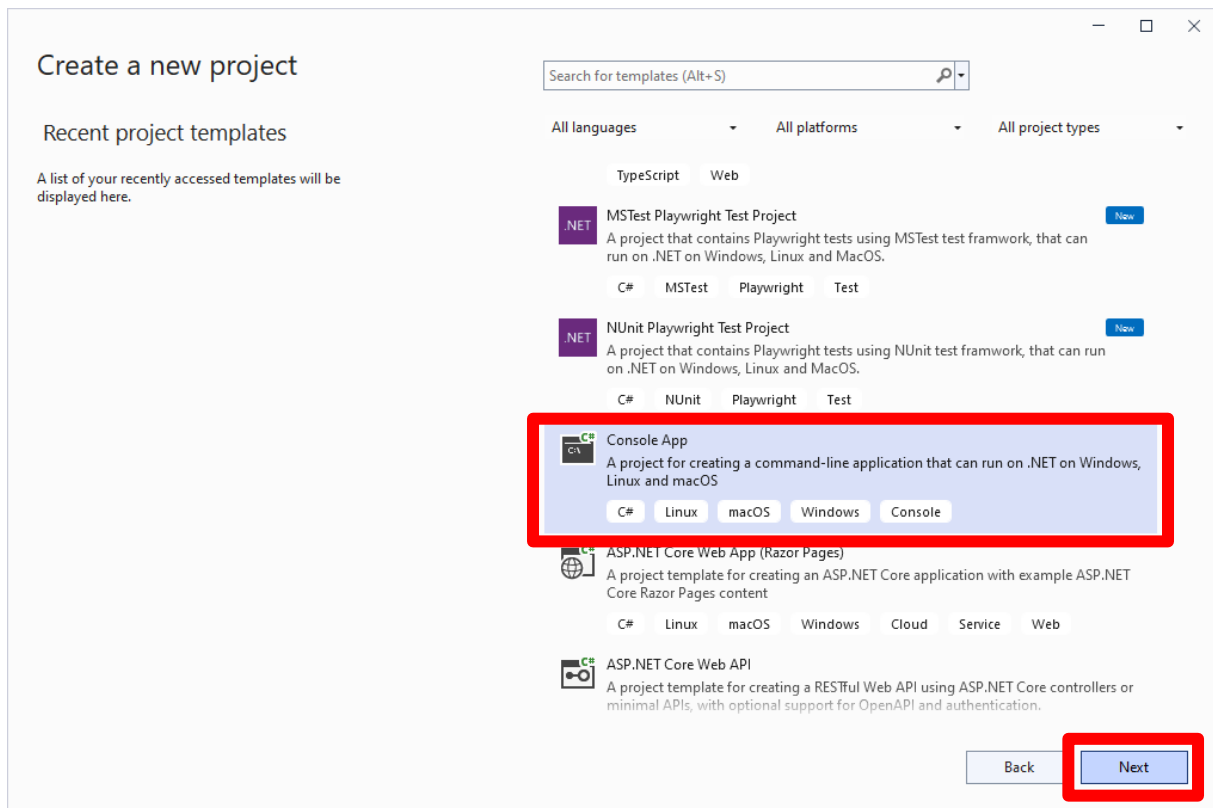 Create a new project
Search for templates (Alt+S)
Recent project templates
All languages
All platforms
All project types
A list of your recently accessed templates will be
displayed here.
TypeScript Web
.NET
MSTest Playwright Test Project
New
A project that contains Playwright tests using MSTest test framwork, that can
run on .NET on Windows, Linux and MacOS.
C# MSTest Playwright Test
.NET
NUnit Playwright Test Project
New
A project that contains Playwright tests using NUnit test framwork, that can run
on .NET on Windows, Linux and MacOS.
C# NUnit Playwright Test
C#
C:\
Console App
A project for creating a command-line application that can run on .NET on Windows,
Linux and macOS
C# Linux macOS Windows Console
C#
ASP.NET Core Web App (Razor Pages)
A project template for creating an ASP.NET Core application with example ASP.NET
Core Razor Pages content
C# Linux macOS Windows Cloud Service Web
C#
ASP.NET Core Web API
A project template for creating a RESTful Web API using ASP.NET Core controllers or
minimal APIs, with optional support for OpenAPI and authentication.
Back
Next